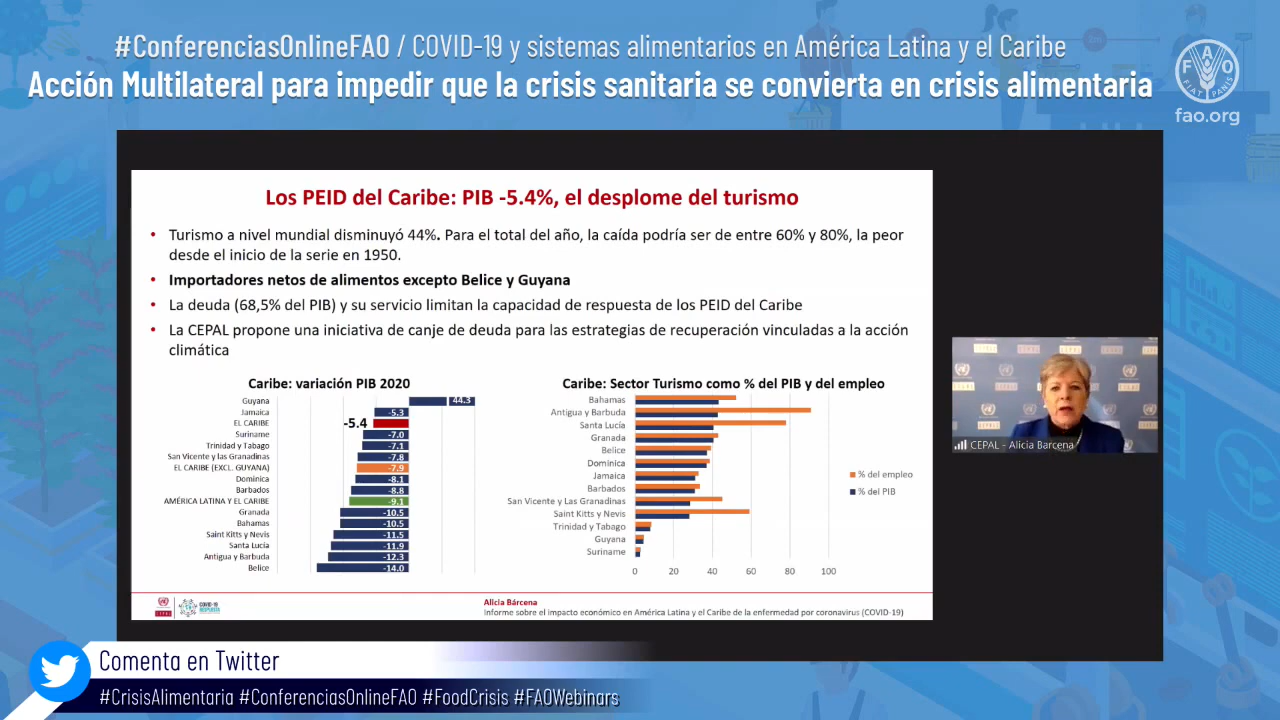 #ConferenciasOnlineFAO / COVID-19 y sistemas alimentarios en América Latina y el Caribe
Acción Multilateral para impedir que la crisis sanitaria se convierta en crisis alimentaria
FAO
FIAT PANIS
fao.org
Los PEID del Caribe: PIB -5.4%, el desplome del turismo
• Turismo a nivel mundial disminuyó 44%. Para el total del año, la caída podría ser de entre 60% y 80%, la peor
desde el inicio de la serie en 1950.
• Importadores netos de alimentos excepto Belice y Guyana
• La deuda (68,5% del PIB) y su servicio limitan la capacidad de respuesta de los PEID del Caribe
• La CEPAL propone una iniciativa de canje de deuda para las estrategias de recuperación vinculadas a la acción
climática
Caribe: variación PIB 2020
Guyana 44.3
Jamaica -5.3
EL CARIBE -5.4
Suriname -7.0
Trinidad y Tabago -7.1
San Vicente y las Granadinas -7.8
EL CARIBE (EXCL. GUYANA) -7.9
Dominica -8.1
Barbados -8.8
AMÉRICA LATINA Y EL CARIBE -9.1
Granada -10.5
Bahamas -10.5
Saint Kitts y Nevis -11.5
Santa Lucía -11.9
Antigua y Barbuda -12.3
Belice -14.0
Caribe: Sector Turismo como % del PIB y del empleo
Bahamas
Antigua y Barbuda
Santa Lucía
Granada
Belice
Dominica
Jamaica
Barbados
San Vicente y Las Granadinas
Saint Kitts y Nevis
Trinidad y Tabago
Guyana
Suriname
0 20 40 60 80 100
% del empleo
% del PIB
Alicia Bárcena
Informe sobre el impacto económico en América Latina y el Caribe de la enfermedad por coronavirus (COVID-19)
COVID-19
CEPAL - Alicia Barcena
Comenta en Twitter
#CrisisAlimentaria #ConferenciasOnlineFAO #FoodCrisis #FAOWebinars